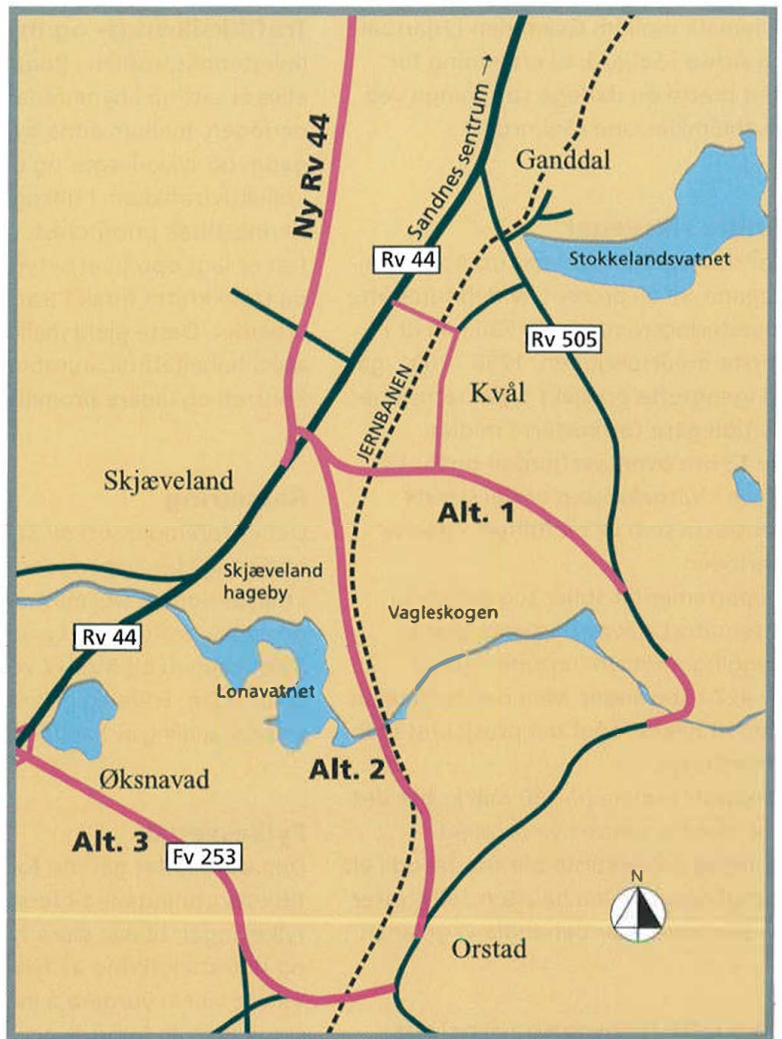 Ny Rv 44
Sandnes sentrum →
Ganddal
Rv 44
Stokkelandsvatnet
Rv 505
JERNBANEN
Kvål
Skjæveland
Alt. 1
Skjæveland
hageby
Vagleskogen
Rv 44
Lonavatnet
Alt. 2
Øksnavad
Alt. 3
Fv 253
N
Orstad